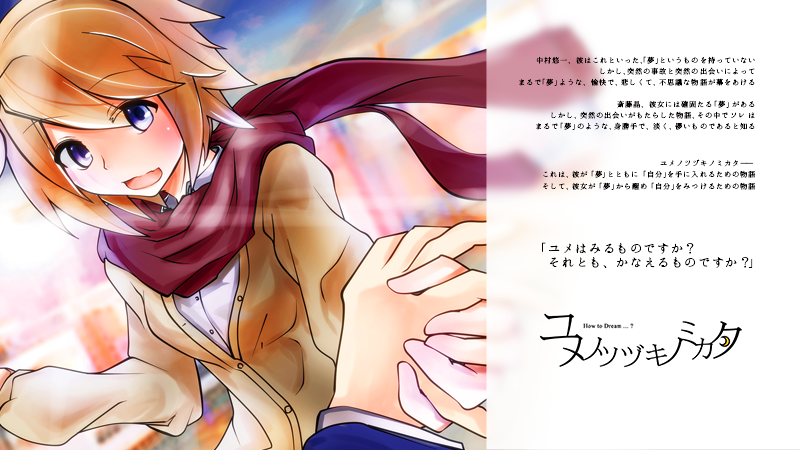 中村悠一、彼はこれといった、「夢」というものを持っていない
しかし、突然の事故と突然の出会いによって
まるで「夢」ような、愉快で、悲しくて、不思議な物語が幕をあける
斎藤晶、彼女には確固たる「夢」がある
しかし、突然の出会いがもたらした物語、その中でソレは
まるで「夢」のような、身勝手で、淡く、儚いものであると知る
ユメノツヅキノミカタ――
これは、彼が「夢」とともに「自分」を手に入れるための物語
そして、彼女が「夢」から醒め「自分」をみつけるための物語
「ユメはみるものですか？
それとも、かなえるものですか？」
How to Dream ... ?
ユメノツヅキノミカタ